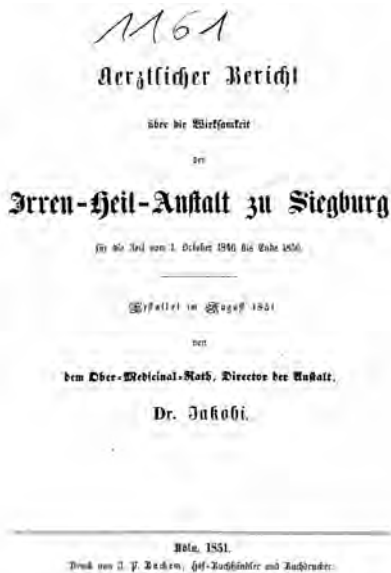 1161
Aerztlicher Bericht
über die Wirksamkeit
der
Irren-Heil-Anstalt zu Siegburg
für die Zeit vom 1. October 1846 bis Ende 1850.
Erstattet im August 1851
von
dem Ober-Medicinal-Rath, Director der Anstalt,
Dr. Jakobi.
Köln, 1851.
Druck von J. P. Bachem, Hof-Buchhändler und Buchdrucker.